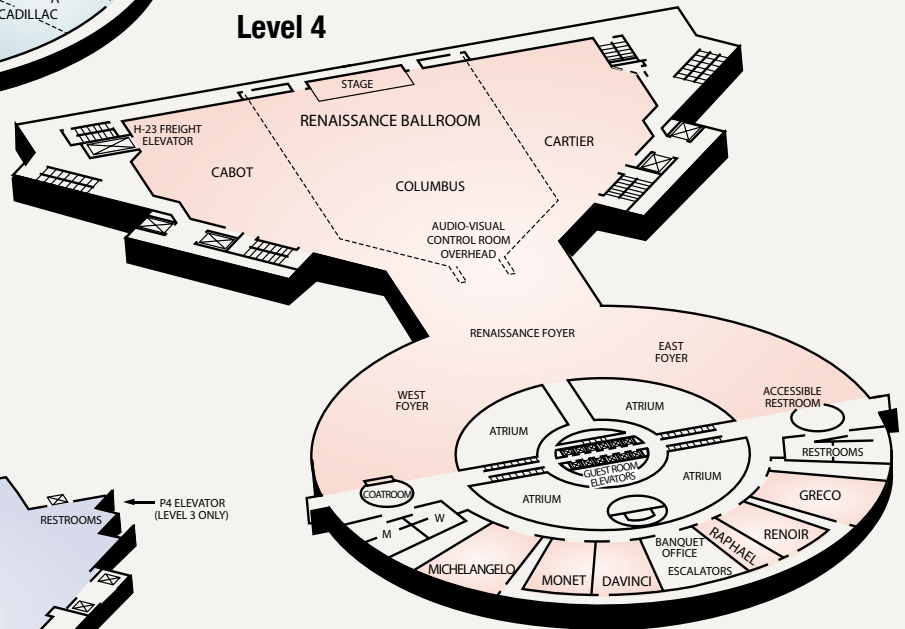 CADILLAC
Level 4
STAGE
H-23 FREIGHT
ELEVATOR
RENAISSANCE BALLROOM
CARTIER
CABOT
COLUMBUS
AUDIO-VISUAL
CONTROL ROOM
OVERHEAD
RENAISSANCE FOYER
EAST
FOYER
WEST
FOYER
ACCESSIBLE
RESTROOM
ATRIUM
ATRIUM
RESTROOMS
GUEST ROOM
ELEVATORS
ATRIUM
ATRIUM
COATROOM
GRECO
W
M
RENOIR
RAPHAEL
BANQUET
OFFICE
ESCALATORS
MICHELANGELO
MONET
DAVINCI
RESTROOMS
P4 ELEVATOR
(LEVEL 3 ONLY)